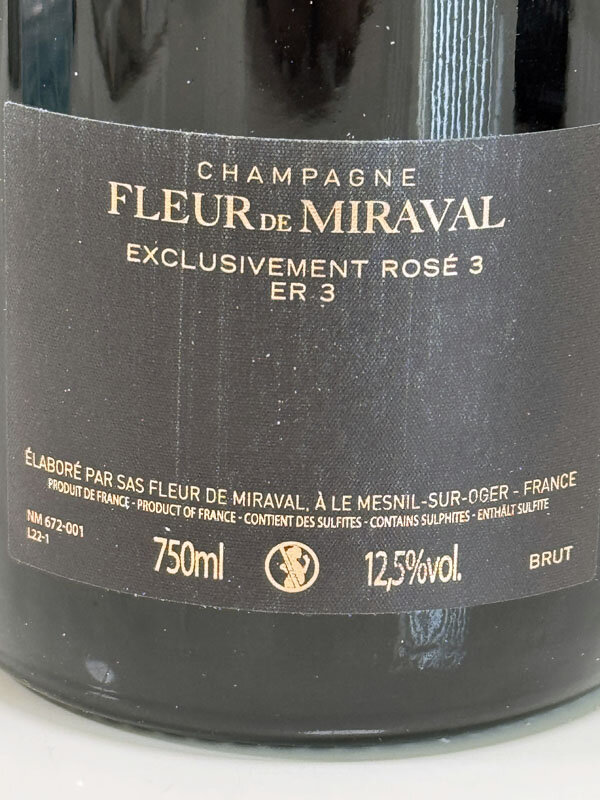 CHAMPAGNE
FLEUR DE MIRAVAL
EXCLUSIVEMENT ROSÉ 3
ER 3
ÉLABORÉ PAR SAS FLEUR DE MIRAVAL, À LE MESNIL-SUR-OGER - FRANCE
PRODUIT DE FRANCE - PRODUCT OF FRANCE - CONTIENT DES SULFITES - CONTAINS SULPHITES - ENTHÄLT SULFITE
NM 672-001
L22-1
750ml
12,5%vol.
BRUT